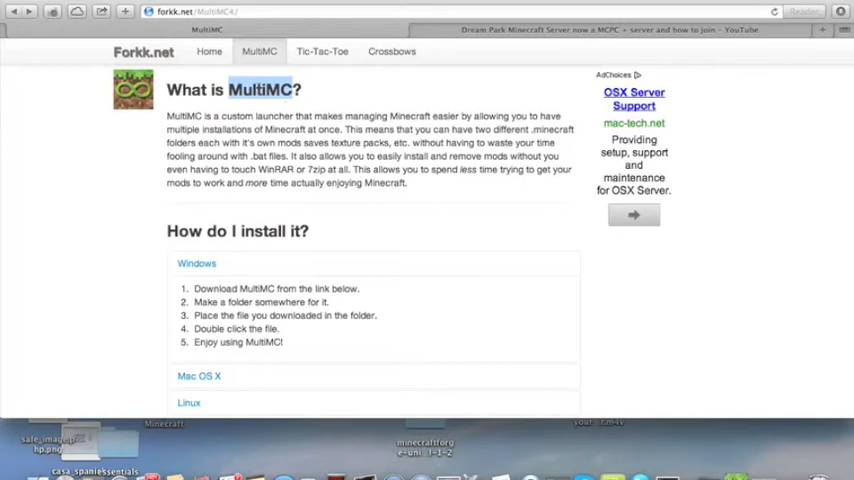 forkk.net/MultiMC4/
Reader
MultiMC
Dream Park Minecraft Server now a MCPC + server and how to join - YouTube
Forkk.net
Home
MultiMC
Tic-Tac-Toe
Crossbows
What is MultiMC?
MultiMC is a custom launcher that makes managing Minecraft easier by allowing you to have
multiple installations of Minecraft at once. This means that you can have two different .minecraft
folders each with it's own mods saves texture packs, etc. without having to waste your time
fooling around with .bat files. It also allows you to easily install and remove mods without you
even having to touch WinRAR or 7zip at all. This allows you to spend less time trying to get your
mods to work and more time actually enjoying Minecraft.
AdChoices
OSX Server
Support
mac-tech.net
Providing
setup, support
and
maintenance
for OSX Server.
How do I install it?
Windows
1. Download MultiMC from the link below.
2. Make a folder somewhere for it.
3. Place the file you downloaded in the folder.
4. Double click the file.
5. Enjoy using MultiMC!
Mac OS X
Linux
Minecraft
safe_image.p
hp.png
minecraftforg
e-uni...1-1-2